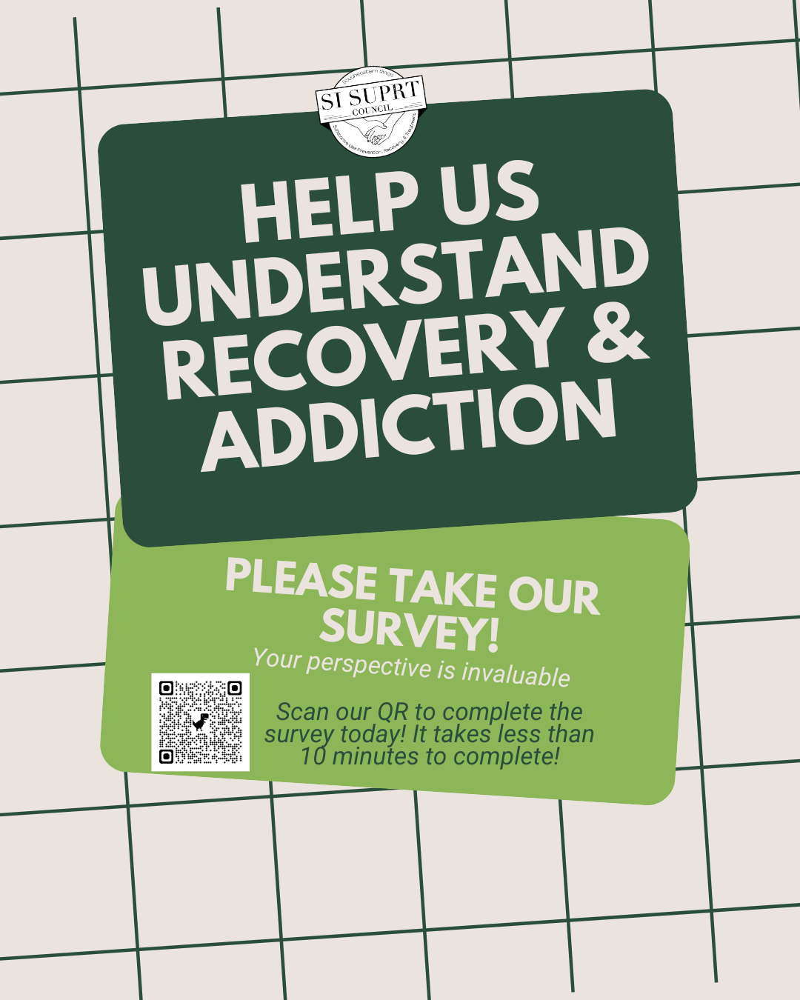 Southeastern Illinois
SI SUPRT
COUNCIL
Substance Use Prevention, Recovery, & Treatment
HELP US
UNDERSTAND
RECOVERY &
ADDICTION
PLEASE TAKE OUR
SURVEY!
Your perspective is invaluable
Scan our QR to complete the
survey today! It takes less than
10 minutes to complete!